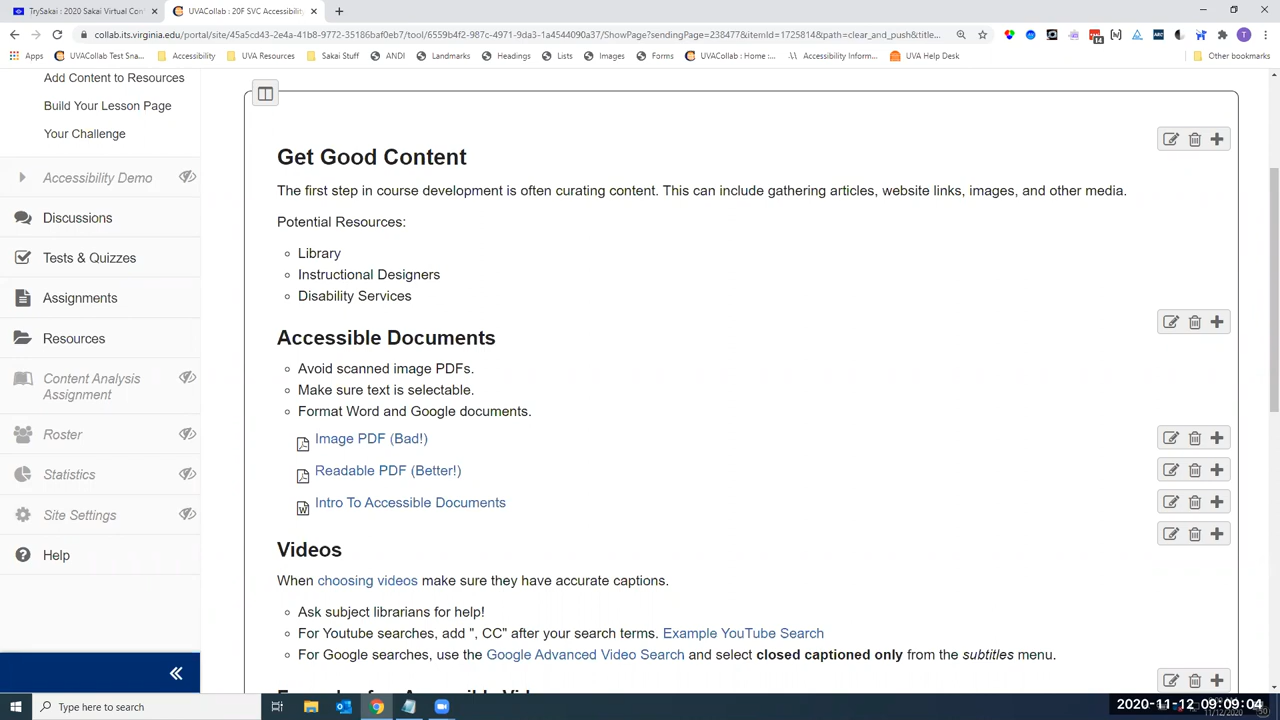 TrySakai : 2020 Sakai Virtual Con
UVACollab : 20F SVC Accessibility
collab.its.virginia.edu/portal/site/45a5cd43-2e4a-41b8-9772-35186baf0e17/tool/6559b4f2-987c-4971-9da3-1a4544090a37/ShowPage?sendingPage=238477&itemId=1725814&path=clear_and_push&title...
Apps
UVACollab Test Sna...
Accessibility
UVA Resources
Sakai Stuff
ANDI
Landmarks
Headings
Lists
Images
Forms
UVACollab : Home :...
Accessibility Inform...
UVA Help Desk
Other bookmarks
Add Content to Resources
Build Your Lesson Page
Your Challenge
Accessibility Demo
Discussions
Tests & Quizzes
Assignments
Resources
Content Analysis
Assignment
Roster
Statistics
Site Settings
Help
Get Good Content
The first step in course development is often curating content. This can include gathering articles, website links, images, and other media.
Potential Resources:
Library
Instructional Designers
Disability Services
Accessible Documents
Avoid scanned image PDFs.
Make sure text is selectable.
Format Word and Google documents.
Image PDF (Bad!)
Readable PDF (Better!)
Intro To Accessible Documents
Videos
When choosing videos make sure they have accurate captions.
Ask subject librarians for help!
For Youtube searches, add ", CC" after your search terms. Example YouTube Search
For Google searches, use the Google Advanced Video Search and select closed captioned only from the subtitles menu.
Type here to search
2020-11-12 09:09:04